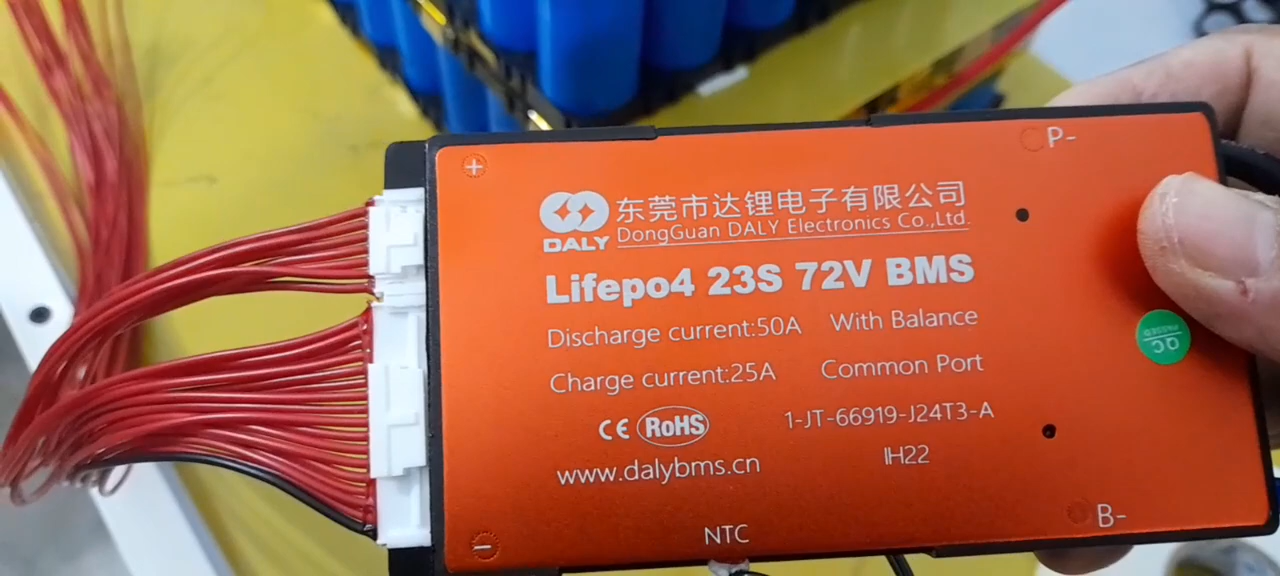 +
P-
DALY 东莞市达锂电子有限公司
DongGuan DALY Electronics Co.,Ltd.
Lifepo4 23S 72V BMS
Discharge current:50A With Balance
Charge current:25A Common Port
QC
PASSED
CE RoHS 1-JT-66919-J24T3-A
www.dalybms.cn IH22
B-
NTC
-